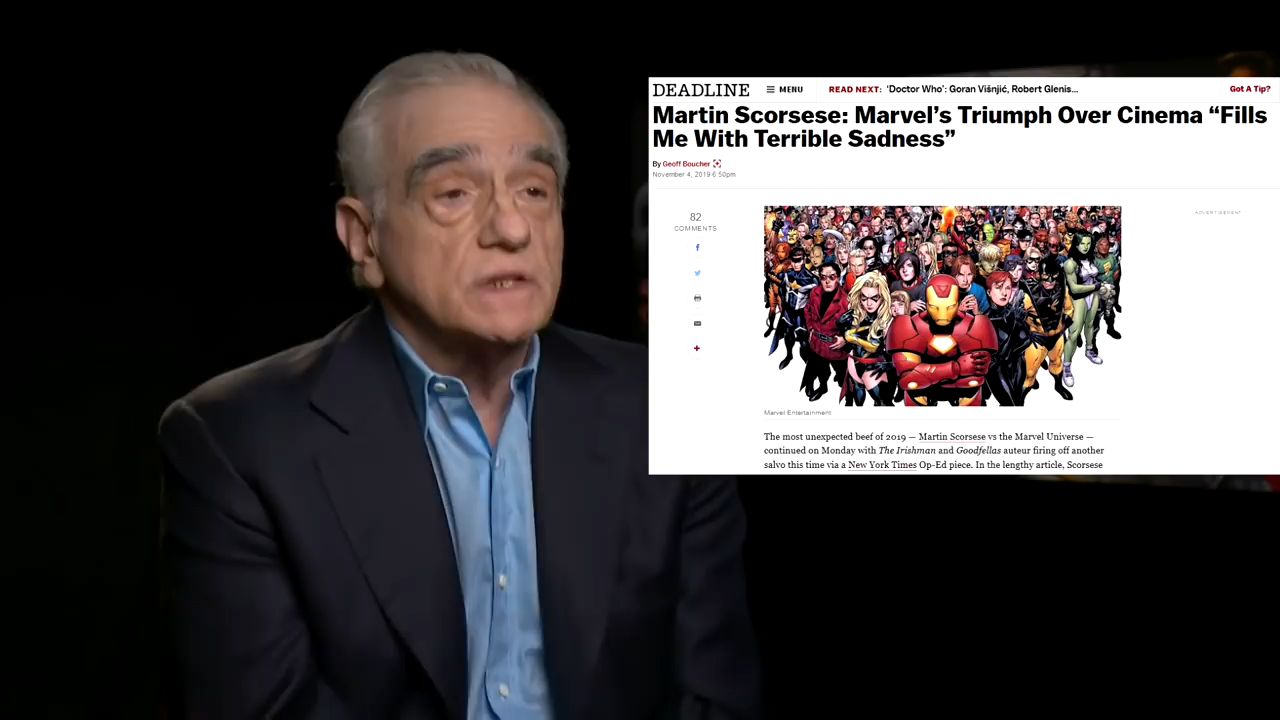 DEADLINE
MENU
READ NEXT: 'Doctor Who': Goran Višnjić, Robert Glenis...
Got A Tip?
Martin Scorsese: Marvel's Triumph Over Cinema “Fills
Me With Terrible Sadness”
By Geoff Boucher
November 4, 2019 6:50pm
82
COMMENTS
ADVERTISEMENT
Marvel Entertainment
The most unexpected beef of 2019 — Martin Scorsese vs the Marvel Universe —
continued on Monday with The Irishman and Goodfellas auteur firing off another
salvo this time via a New York Times Op-Ed piece. In the lengthy article, Scorsese